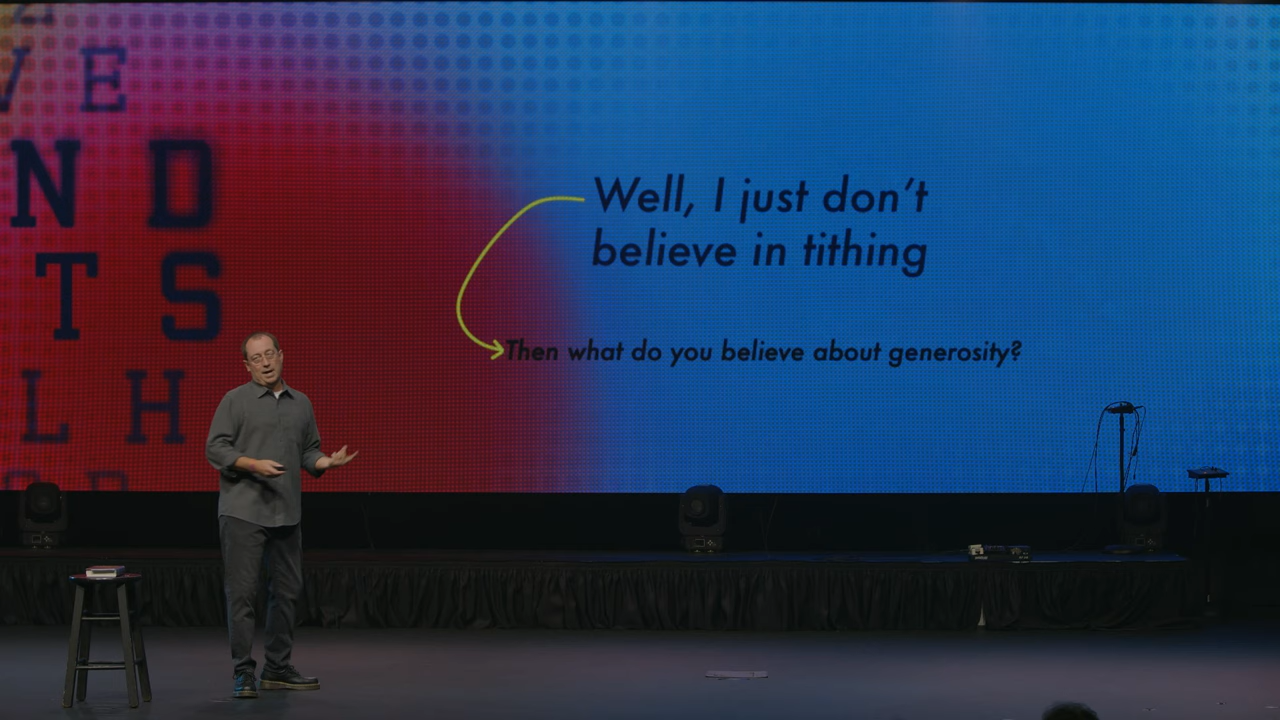 V E
N D
T S
L H
Well, I just don't
believe in tithing
Then what do you believe about generosity?